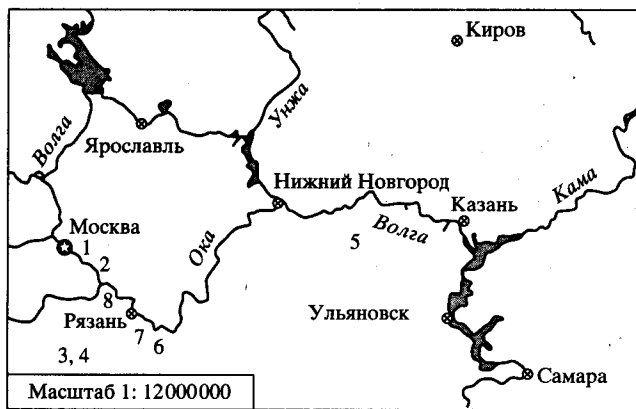 Киров
Унжа
Волга
Ярославль
Кама
Нижний Новгород
Казань
Волга
Москва
1
Ока
5
2
8
Рязань
7
6
Ульяновск
3, 4
Самара
Масштаб 1: 12000000